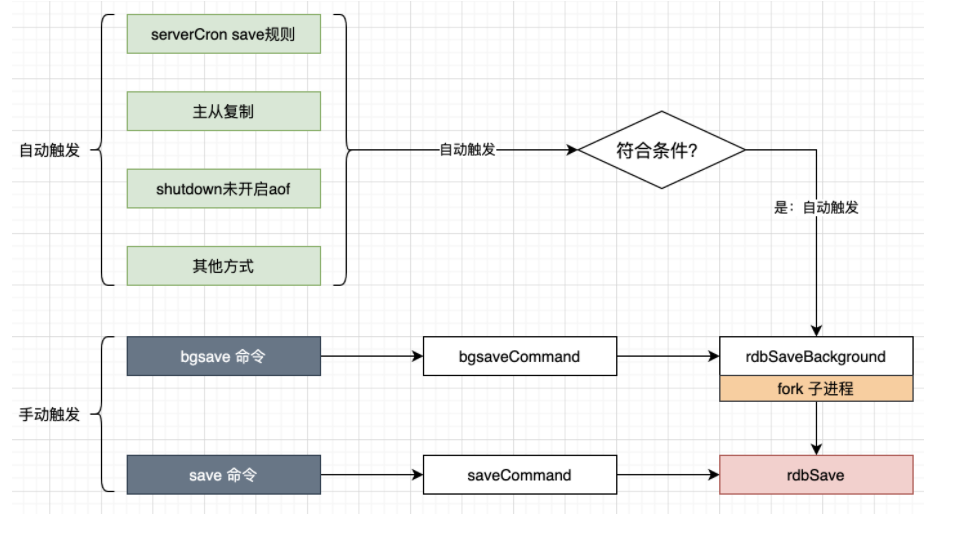 serverCron save规则
主从复制
自动触发
自动触发
符合条件?
shutdown未开启aof
是：自动触发
其他方式
bgsave 命令
bgsaveCommand
rdbSaveBackground
fork 子进程
手动触发
save 命令
saveCommand
rdbSave